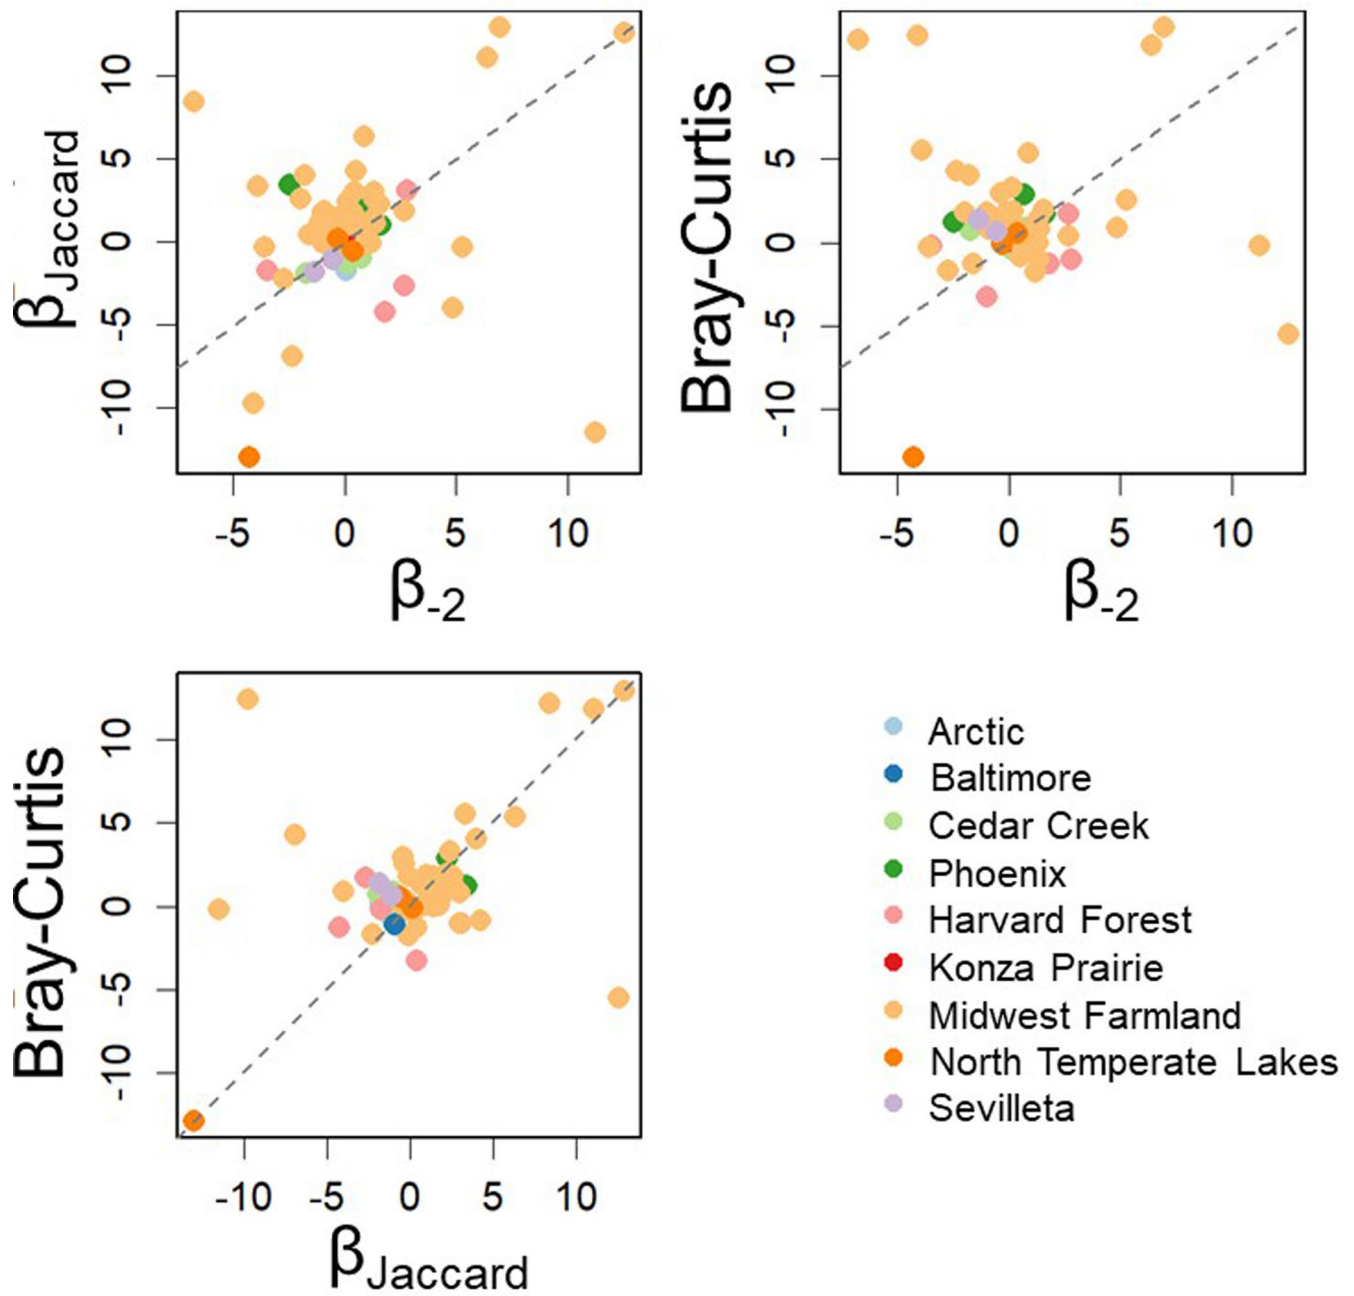 βJaccard
10
5
0
-5
-10
-5 0 5 10
β-2
Bray-Curtis
10
5
0
-5
-10
-5 0 5 10
β-2
Bray-Curtis
10
5
0
-5
-10
-10 -5 0 5 10
βJaccard
Arctic
Baltimore
Cedar Creek
Phoenix
Harvard Forest
Konza Prairie
Midwest Farmland
North Temperate Lakes
Sevilleta